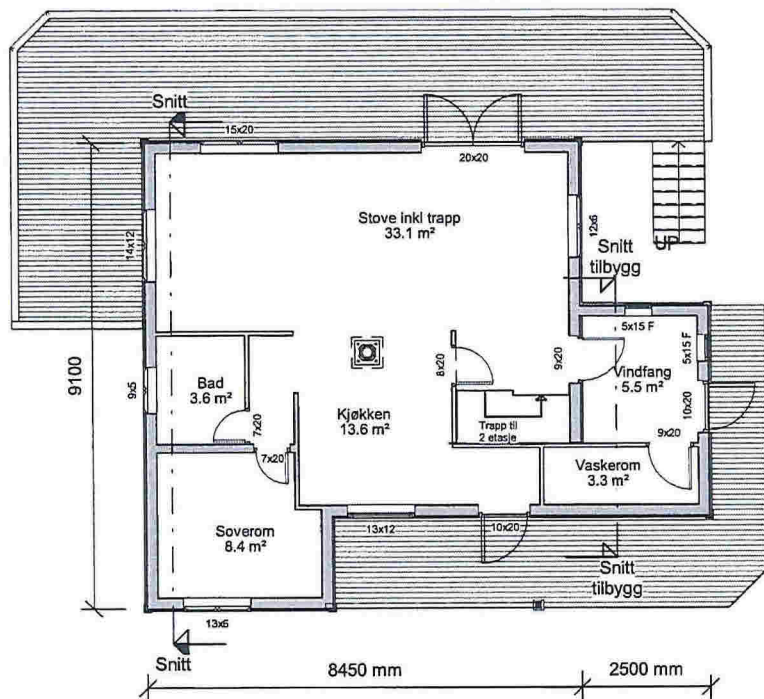 Snitt
15x20
20x20
Stove inkl trapp
33.1 m²
14x12
12x6
Snitt
tilbygg
UP
5x15 F
5x15 F
9100
9x5
Bad
3.6 m²
8x20
9x20
Vindfang
5.5 m²
10x20
Kjøkken
13.6 m²
7x20
7x20
Trapp til
2 etasje
9x20
Vaskerom
3.3 m²
Soverom
8.4 m²
13x12
10x20
Snitt
tilbygg
13x6
Snitt
8450 mm
2500 mm